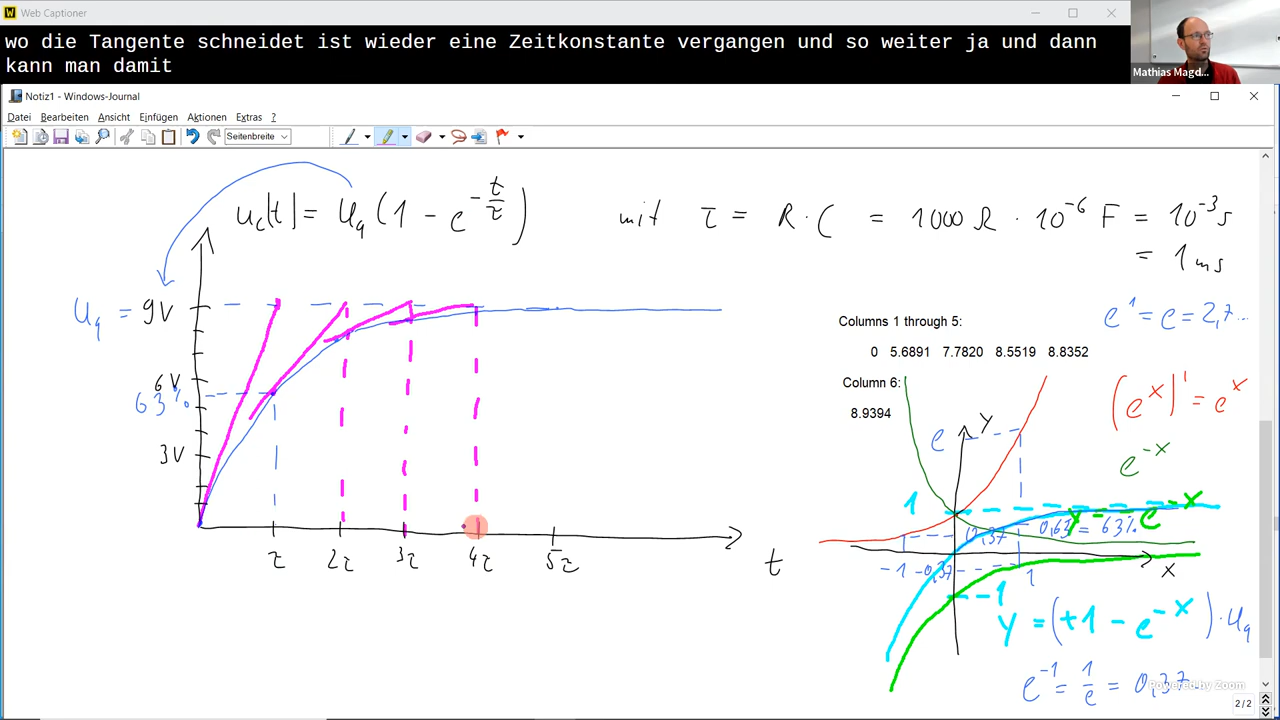 Web Captioner
wo die Tangente schneidet ist wieder eine Zeitkonstante vergangen und so weiter ja und dann
kann man damit
Mathias Magd...
Notiz1 - Windows-Journal
Datei Bearbeiten Ansicht Einfügen Aktionen Extras ?
Seitenbreite
u_c(t) = U_q (1 - e^{-t/τ}) mit τ = R · C = 1000 Ω · 10^{-6} F = 10^{-3} s
= 1 ms
U_q = 9V
6V
63%
3V
τ 2τ 3τ 4τ 5τ t
e^1 = e = 2,7...
Columns 1 through 5:
0 5.6891 7.7820 8.5519 8.8352
Column 6:
8.9394
(e^x)' = e^x
e^{-x}
e y
1
y = e^{-x}
0,37 0,63 = 63%
-1 -0,37 1 x
-1
y = (+1 - e^{-x}) · U_q
e^{-1} = 1/e = 0,37
Powered by Zoom
2/2